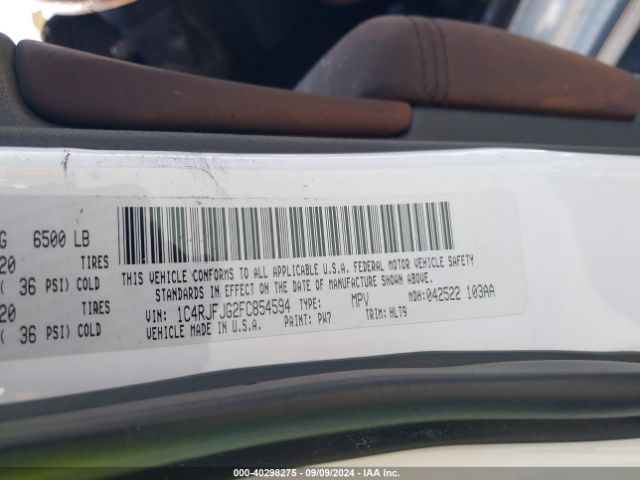 G 6500 LB
20 TIRES
( 36 PSI) COLD
20 TIRES
( 36 PSI) COLD
THIS VEHICLE CONFORMS TO ALL APPLICABLE U.S.A. FEDERAL MOTOR VEHICLE SAFETY
STANDARDS IN EFFECT ON THE DATE OF MANUFACTURE SHOWN ABOVE.
VIN: 1C4RJFJG2FC854594 TYPE: MPV MDH: 042522 103AA
VEHICLE MADE IN U.S.A. PAINT: PW7 TRIM: HLT9
000-40298275 - 09/09/2024 - IAA Inc.